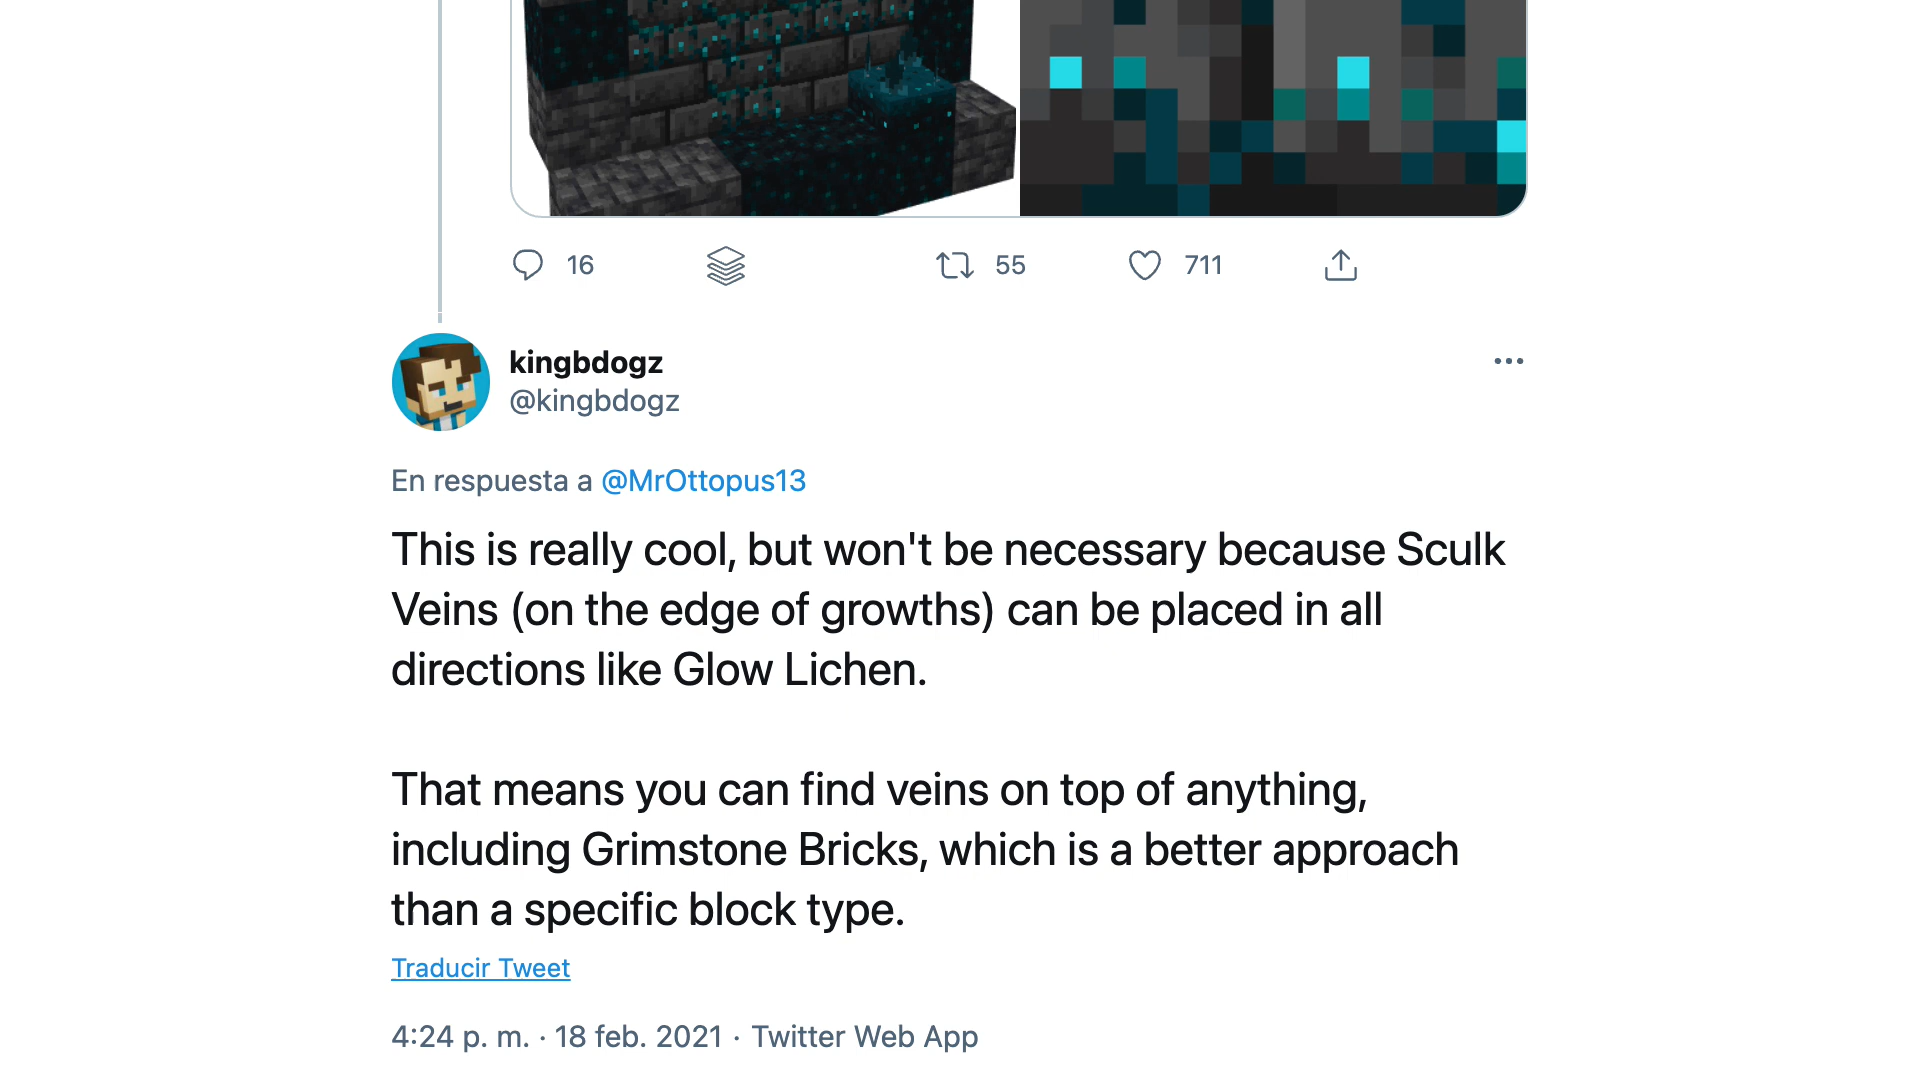 16
55
711
kingbdogz
@kingbdogz
En respuesta a @MrOttopus13
This is really cool, but won't be necessary because Sculk
Veins (on the edge of growths) can be placed in all
directions like Glow Lichen.
That means you can find veins on top of anything,
including Grimstone Bricks, which is a better approach
than a specific block type.
Traducir Tweet
4:24 p. m. · 18 feb. 2021 · Twitter Web App